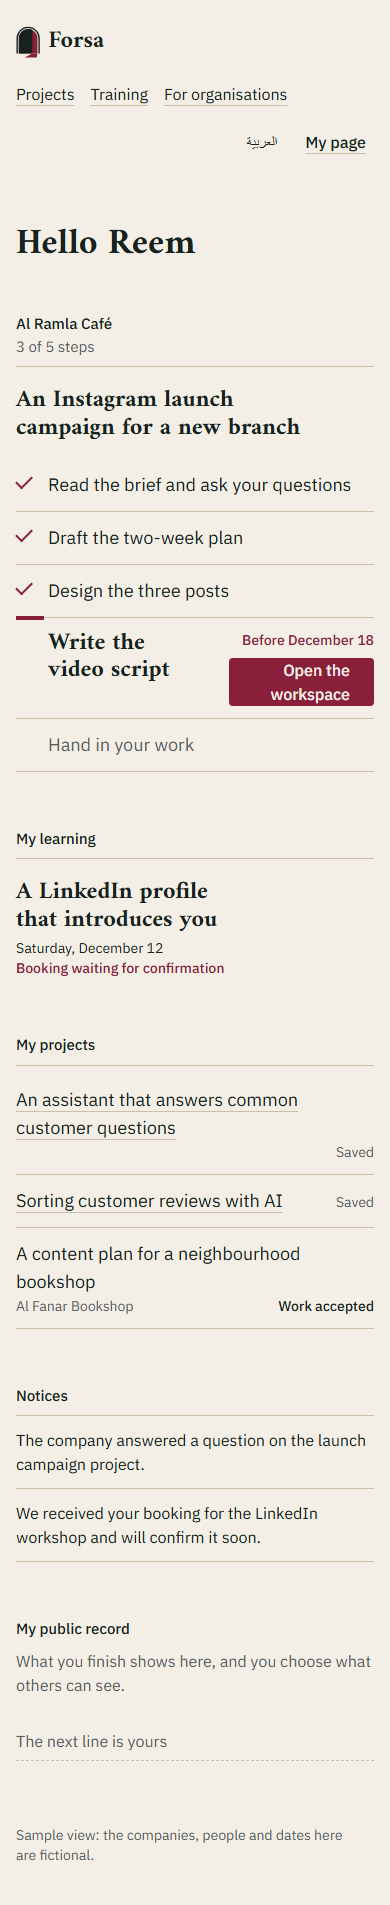 Forsa
Projects Training For organisations
العربية My page
Hello Reem
Al Ramla Café
3 of 5 steps
An Instagram launch
campaign for a new branch
Read the brief and ask your questions
Draft the two-week plan
Design the three posts
Write the
video script
Before December 18
Open the
workspace
Hand in your work
My learning
A LinkedIn profile
that introduces you
Saturday, December 12
Booking waiting for confirmation
My projects
An assistant that answers common
customer questions
Saved
Sorting customer reviews with AI Saved
A content plan for a neighbourhood
bookshop
Al Fanar Bookshop Work accepted
Notices
The company answered a question on the launch
campaign project.
We received your booking for the LinkedIn
workshop and will confirm it soon.
My public record
What you finish shows here, and you choose what
others can see.
The next line is yours
Sample view: the companies, people and dates here
are fictional.